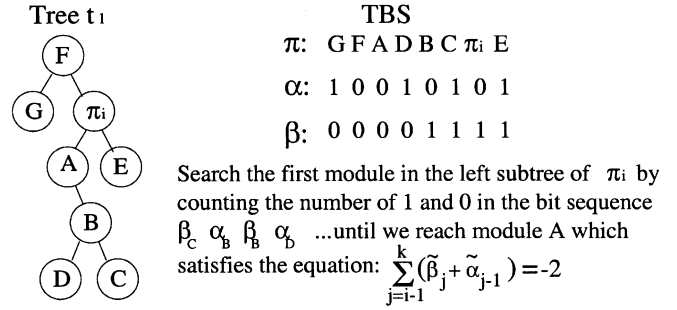 Tree t1
TBS
F
G
πi
A
E
B
D
C
π: G F A D B C πi E
α: 1 0 0 1 0 1 0 1
β: 0 0 0 0 1 1 1 1
Search the first module in the left subtree of πi by
counting the number of 1 and 0 in the bit sequence
βC αB βB αD ...until we reach module A which
satisfies the equation: ∑_{j=i-1}^{k}(β̃j+α̃j-1)=-2